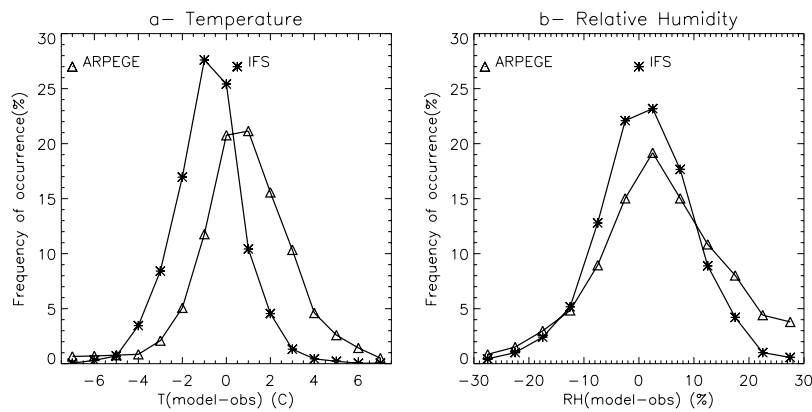 a- Temperature
30
25
20
15
10
5
0
Frequency of occurrence(%)
ARPEGE
IFS
-6 -4 -2 0 2 4 6
T(model-obs) (C)
b- Relative Humidity
30
25
20
15
10
5
0
Frequency of occurrence(%)
ARPEGE
IFS
-30 -20 -10 0 10 20 30
RH(model-obs) (%)